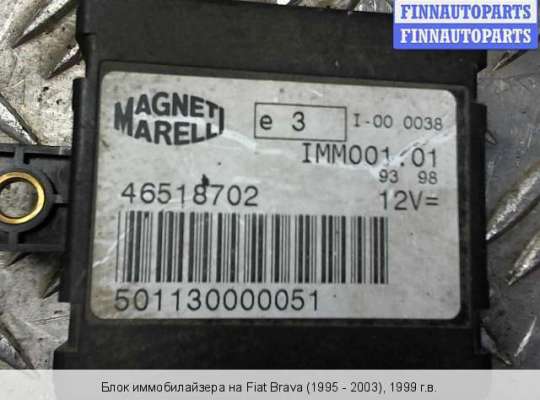 FINNAUTOPARTS
FINNAUTOPARTS
MAGNETI
MARELLI
e 3
I-00 0038
IMM001.01
93 98
46518702
12V=
501130000051
Блок иммобилайзера на Fiat Brava (1995 - 2003), 1999 г.в.